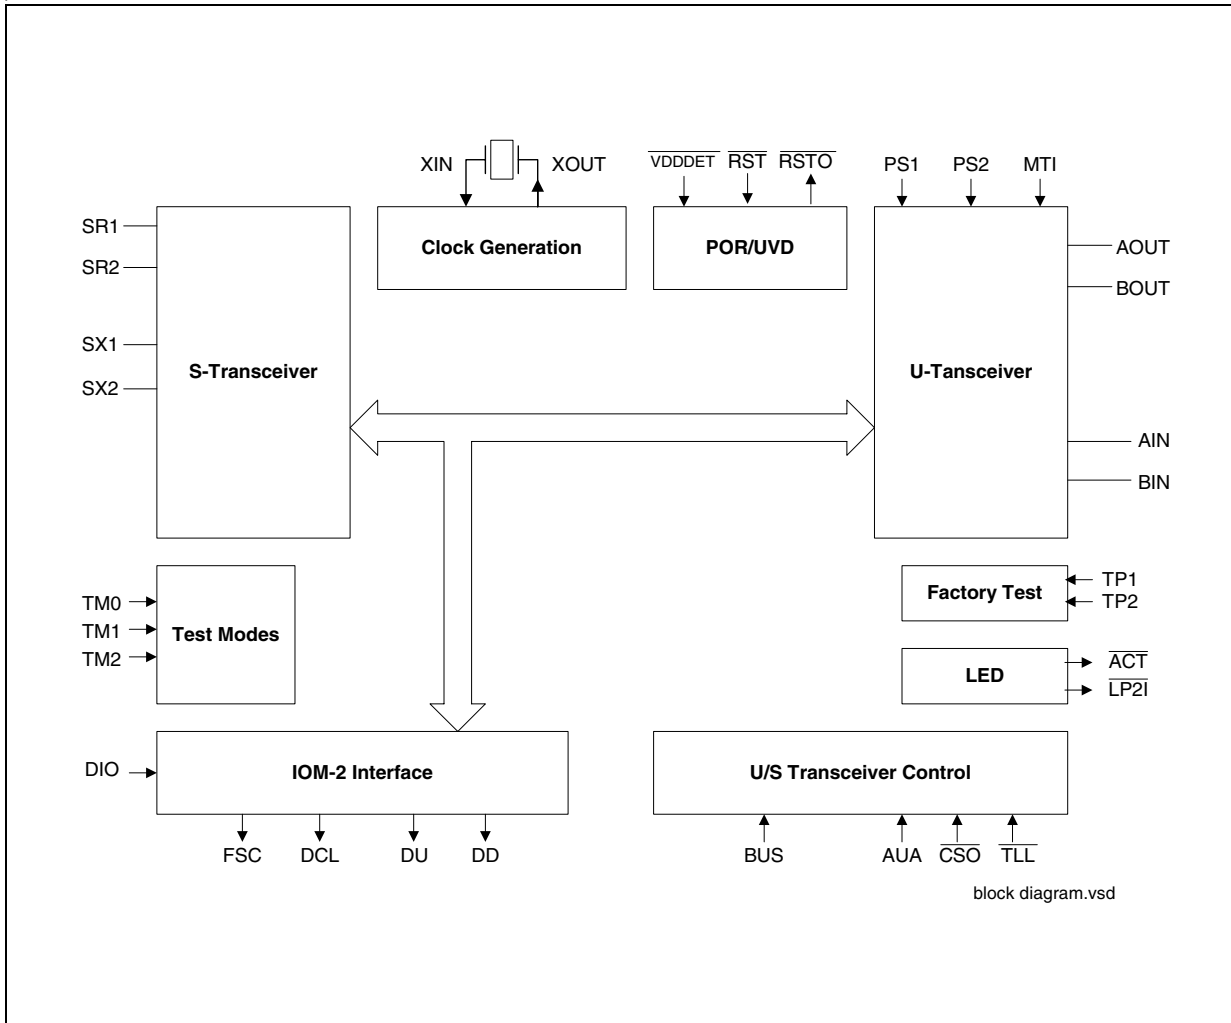 XIN
XOUT
VDDDET
RST
RSTO
PS1
PS2
MTI
SR1
SR2
SX1
SX2
S-Transceiver
Clock Generation
POR/UVD
U-Tansceiver
AOUT
BOUT
AIN
BIN
TM0
TM1
TM2
Test Modes
Factory Test
TP1
TP2
LED
ACT
LP2I
DIO
IOM-2 Interface
U/S Transceiver Control
FSC
DCL
DU
DD
BUS
AUA
CSO
TLL
block diagram.vsd